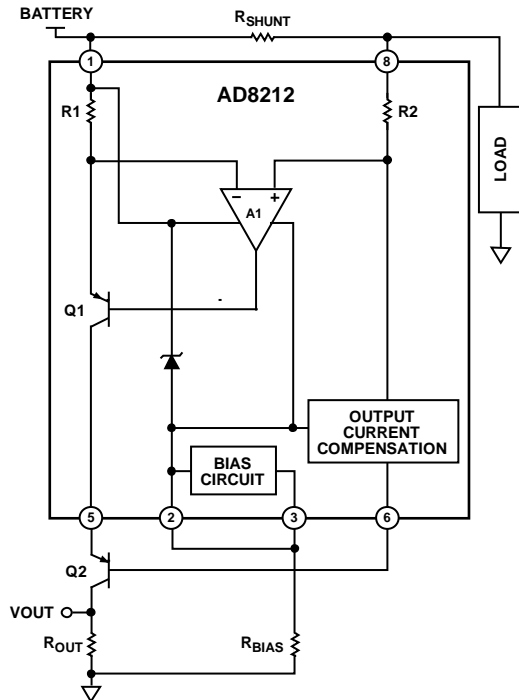 BATTERY
RSHUNT
1
8
AD8212
R1
R2
LOAD
− +
A1
Q1
OUTPUT
CURRENT
COMPENSATION
BIAS
CIRCUIT
5
2
3
6
Q2
VOUT
ROUT
RBIAS